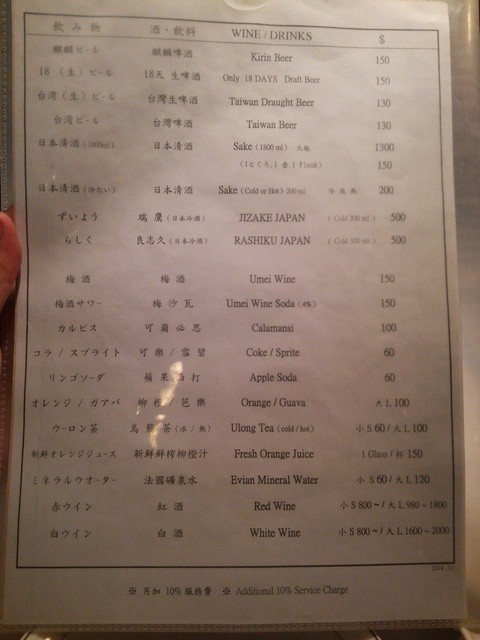 飲み物 酒・飲料 WINE / DRINKS $
麒麟ビール 麒麟啤酒 Kirin Beer 150
18（生）ビール 18天 生啤酒 Only 18 DAYS Draft Beer 150
台湾（生）ビール 台灣生啤酒 Taiwan Draught Beer 130
台湾ビール 台灣啤酒 Taiwan Beer 130
日本清酒 (1800ml) 日本清酒 Sake (1800 ml) 大瓶 1300
(1とくり,1 壺,1 Flask) 150
日本清酒 (冷たい) 日本清酒 Sake (Cold or Hot) 200 ml 冷 或 熱 200
ずいよう 瑞 鷹 (日本冷酒) JIZAKE JAPAN ( Cold 300 ml ) 500
らしく 良志久 (日本冷酒) RASHIKU JAPAN ( Cold 300 ml ) 500
梅 酒 梅 酒 Umei Wine 150
梅酒サワー 梅 沙 瓦 Umei Wine Soda (4%) 150
カルピス 可 爾 必 思 Calamansi 100
コラ / スプライト 可 樂 / 雪 碧 Coke / Sprite 60
リンゴソーダ 蘋 果 打 Apple Soda 60
オレンジ / ガアバ 柳 / 芭 樂 Orange / Guava 大 L 100
ウーロン茶 烏 龍 茶 (冰 / 熱) Ulong Tea (cold / hot) 小 S 60 / 大 L 100
新鮮オレンジジュース 新鮮鮮榨柳橙汁 Fresh Orange Juice 1 Glass / 杯 150
ミネラルウオーター 法國礦泉水 Evian Mineral Water 小 S 60 / 大 L 120
赤ウイン 紅 酒 Red Wine 小 S 800 ~ / 大 L 980 ~ 1800
白ウイン 白 酒 White Wine 小 S 800 ~ / 大 L 1600 ~ 2000
2014 .11
※ 另加 10% 服務費 ※ Additional 10% Service Charge